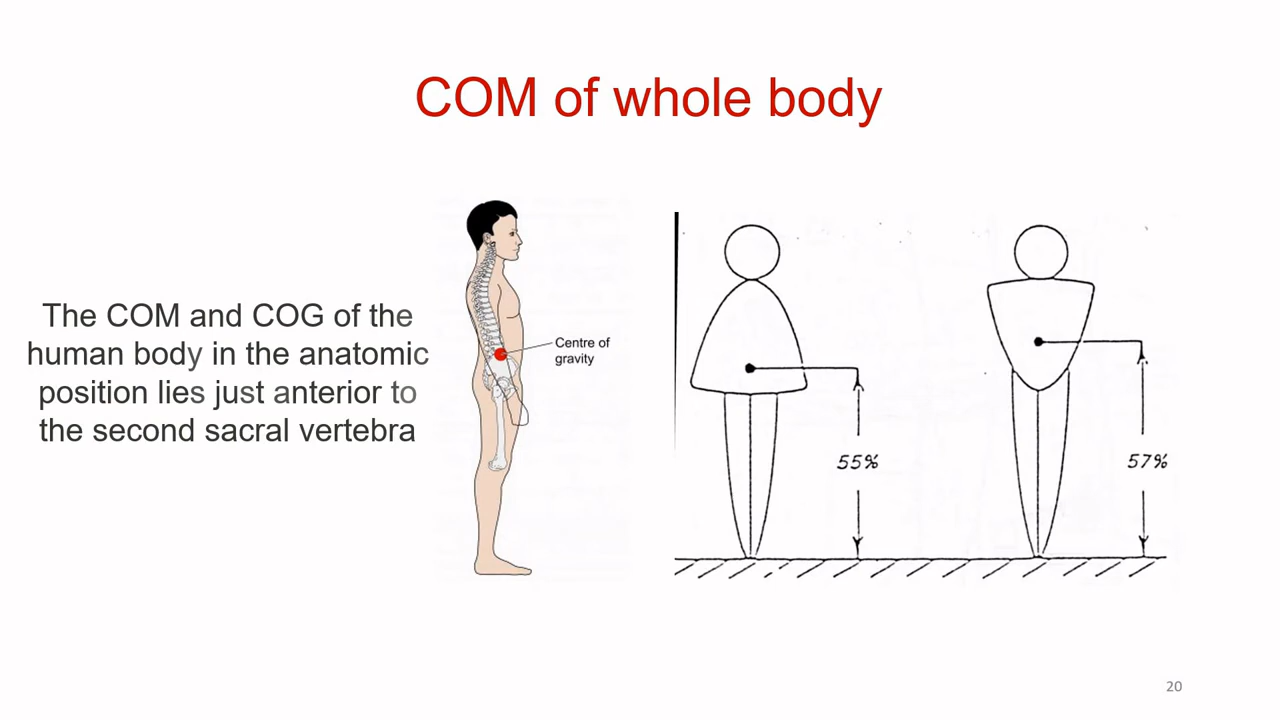 COM of whole body
The COM and COG of the
human body in the anatomic
position lies just anterior to
the second sacral vertebra
Centre of
gravity
55%
57%
20